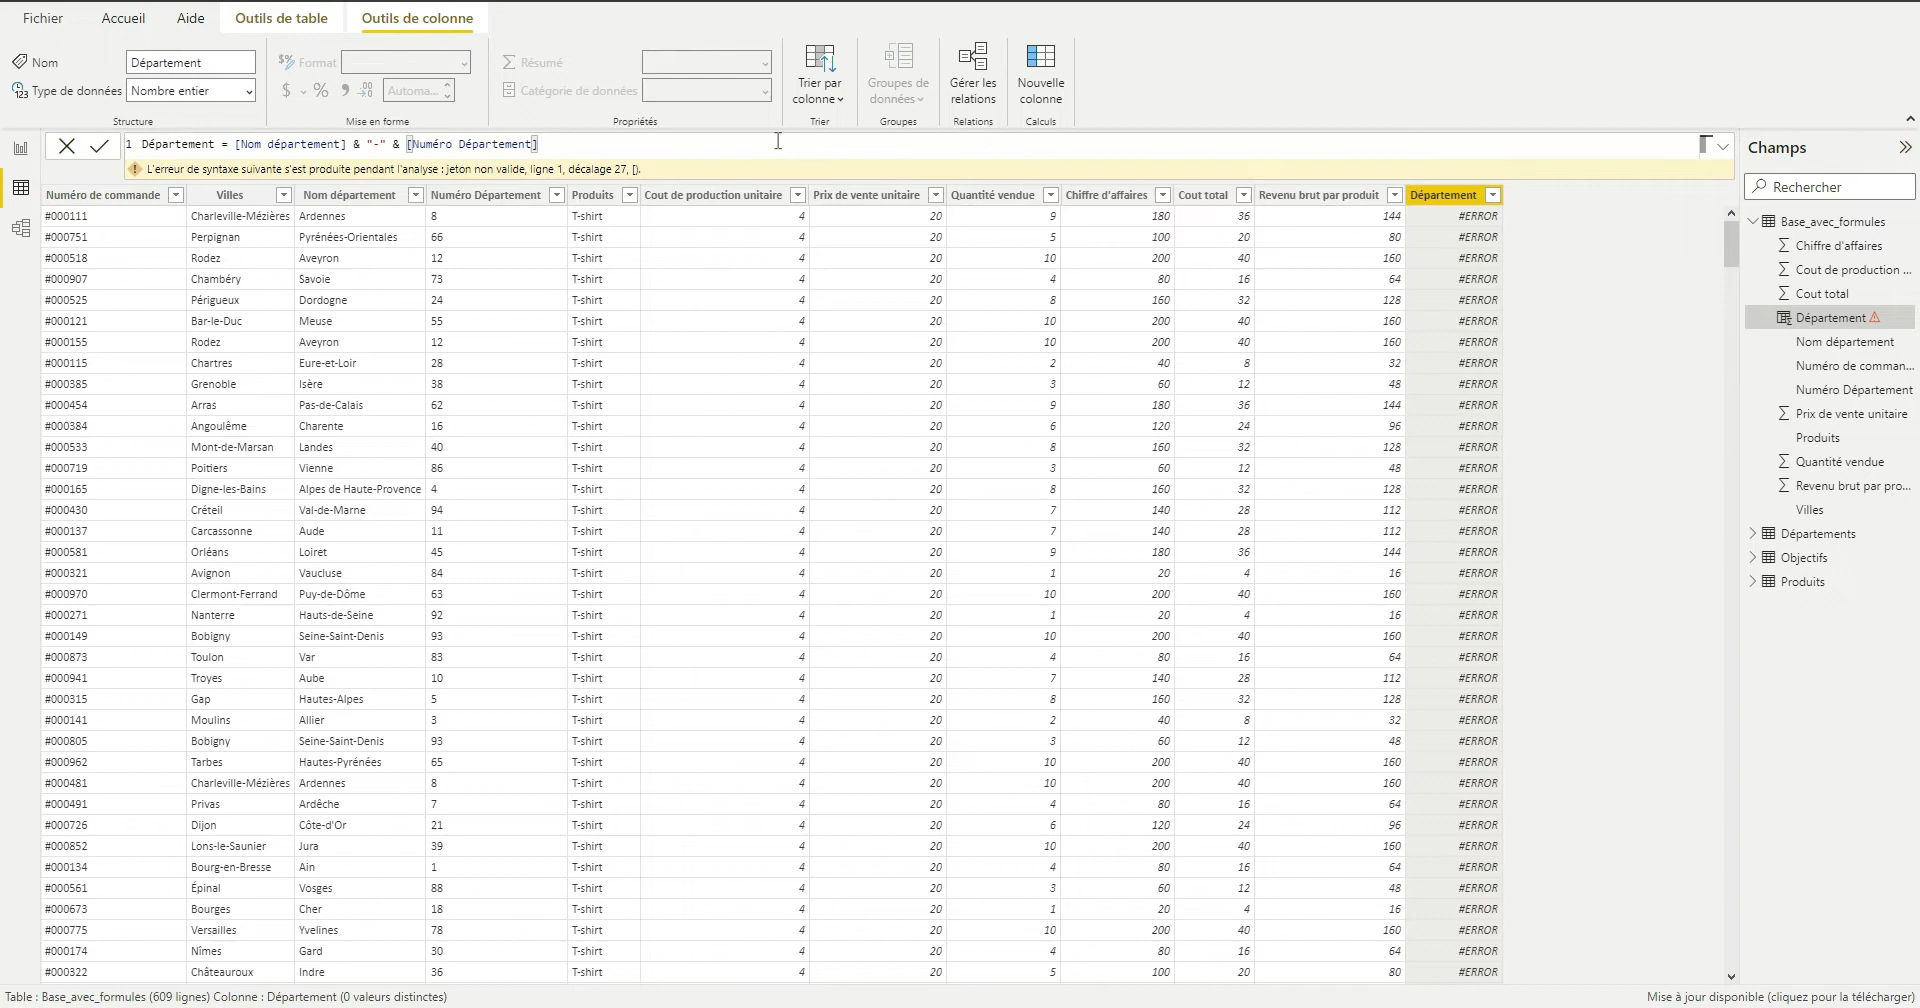 Fichier Accueil Aide Outils de table Outils de colonne
Nom Département
Type de données Nombre entier
Structure
$% Format
$ % 9 Automa...
Mise en forme
Résumé
Catégorie de données
Propriétés
Trier par
colonne
Trier
Groupes de
données
Groupes
Gérer les
relations
Relations
Nouvelle
colonne
Calculs
1 Département = [Nom département] & "-" & [Numéro Département]
L'erreur de syntaxe suivante s'est produite pendant l'analyse : jeton non valide, ligne 1, décalage 27, [).
Numéro de commande Villes Nom département Numéro Département Produits Cout de production unitaire Prix de vente unitaire Quantité vendue Chiffre d'affaires Cout total Revenu brut par produit Département
#000111 Charleville-Mézières Ardennes 8 T-shirt 4 20 9 180 36 144 #ERROR
#000751 Perpignan Pyrénées-Orientales 66 T-shirt 4 20 5 100 20 80 #ERROR
#000518 Rodez Aveyron 12 T-shirt 4 20 10 200 40 160 #ERROR
#000907 Chambéry Savoie 73 T-shirt 4 20 4 80 16 64 #ERROR
#000525 Périgueux Dordogne 24 T-shirt 4 20 8 160 32 128 #ERROR
#000121 Bar-le-Duc Meuse 55 T-shirt 4 20 10 200 40 160 #ERROR
#000155 Rodez Aveyron 12 T-shirt 4 20 10 200 40 160 #ERROR
#000115 Chartres Eure-et-Loir 28 T-shirt 4 20 2 40 8 32 #ERROR
#000385 Grenoble Isère 38 T-shirt 4 20 3 60 12 48 #ERROR
#000454 Arras Pas-de-Calais 62 T-shirt 4 20 9 180 36 144 #ERROR
#000384 Angoulême Charente 16 T-shirt 4 20 6 120 24 96 #ERROR
#000533 Mont-de-Marsan Landes 40 T-shirt 4 20 8 160 32 128 #ERROR
#000719 Poitiers Vienne 86 T-shirt 4 20 3 60 12 48 #ERROR
#000165 Digne-les-Bains Alpes de Haute-Provence 4 T-shirt 4 20 8 160 32 128 #ERROR
#000430 Créteil Val-de-Marne 94 T-shirt 4 20 7 140 28 112 #ERROR
#000137 Carcassonne Aude 11 T-shirt 4 20 7 140 28 112 #ERROR
#000581 Orléans Loiret 45 T-shirt 4 20 9 180 36 144 #ERROR
#000321 Avignon Vaucluse 84 T-shirt 4 20 1 20 4 16 #ERROR
#000970 Clermont-Ferrand Puy-de-Dôme 63 T-shirt 4 20 10 200 40 160 #ERROR
#000271 Nanterre Hauts-de-Seine 92 T-shirt 4 20 1 20 4 16 #ERROR
#000149 Bobigny Seine-Saint-Denis 93 T-shirt 4 20 10 200 40 160 #ERROR
#000873 Toulon Var 83 T-shirt 4 20 4 80 16 64 #ERROR
#000941 Troyes Aube 10 T-shirt 4 20 7 140 28 112 #ERROR
#000315 Gap Hautes-Alpes 5 T-shirt 4 20 8 160 32 128 #ERROR
#000141 Moulins Allier 3 T-shirt 4 20 2 40 8 32 #ERROR
#000805 Bobigny Seine-Saint-Denis 93 T-shirt 4 20 3 60 12 48 #ERROR
#000962 Tarbes Hautes-Pyrénées 65 T-shirt 4 20 10 200 40 160 #ERROR
#000481 Charleville-Mézières Ardennes 8 T-shirt 4 20 10 200 40 160 #ERROR
#000491 Privas Ardêche 7 T-shirt 4 20 4 80 16 64 #ERROR
#000726 Dijon Côte-d'Or 21 T-shirt 4 20 6 120 24 96 #ERROR
#000852 Lons-le-Saunier Jura 39 T-shirt 4 20 10 200 40 160 #ERROR
#000134 Bourg-en-Bresse Ain 1 T-shirt 4 20 4 80 16 64 #ERROR
#000561 Épinal Vosges 88 T-shirt 4 20 3 60 12 48 #ERROR
#000673 Bourges Cher 18 T-shirt 4 20 1 20 4 16 #ERROR
#000775 Versailles Yvelines 78 T-shirt 4 20 10 200 40 160 #ERROR
#000174 Nîmes Gard 30 T-shirt 4 20 4 80 16 64 #ERROR
#000322 Châteauroux Indre 36 T-shirt 4 20 5 100 20 80 #ERROR
Champs
Rechercher
Base_avec_formules
Chiffre d'affaires
Cout de production ...
Cout total
Département
Nom département
Numéro de comman...
Numéro Département
Prix de vente unitaire
Produits
Quantité vendue
Revenu brut par pro...
Villes
Départements
Objectifs
Produits
Table : Base_avec_formules (609 lignes) Colonne : Département (0 valeurs distinctes)
Mise à jour disponible (cliquez pour la télécharger)